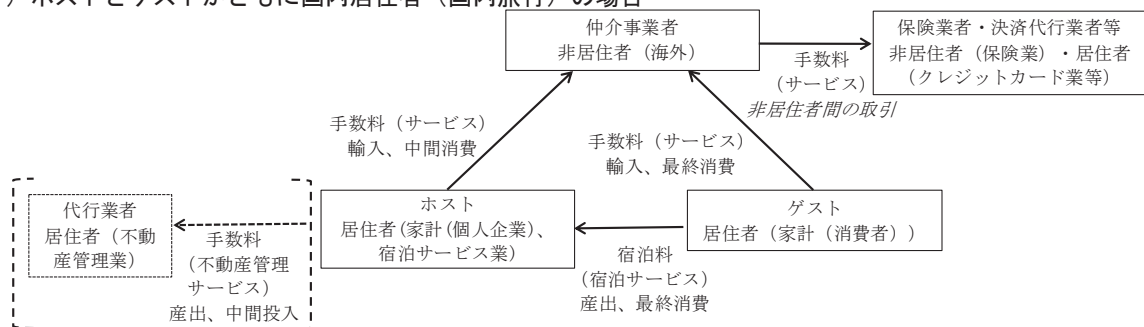 ）ホストとゲストがともに国内居住者（国内旅行）の場合
仲介事業者
非居住者（海外）
手数料
（サービス）
非居住者間の取引
保険業者・決済代行業者等
非居住者（保険業）・居住者
（クレジットカード業等）
手数料（サービス）
輸入、中間消費
手数料（サービス）
輸入、最終消費
代行業者
居住者（不動
産管理業）
手数料
（不動産管理
サービス）
産出、中間投入
ホスト
居住者(家計(個人企業)、
宿泊サービス業）
宿泊料
（宿泊サービス）
産出、最終消費
ゲスト
居住者（家計（消費者））